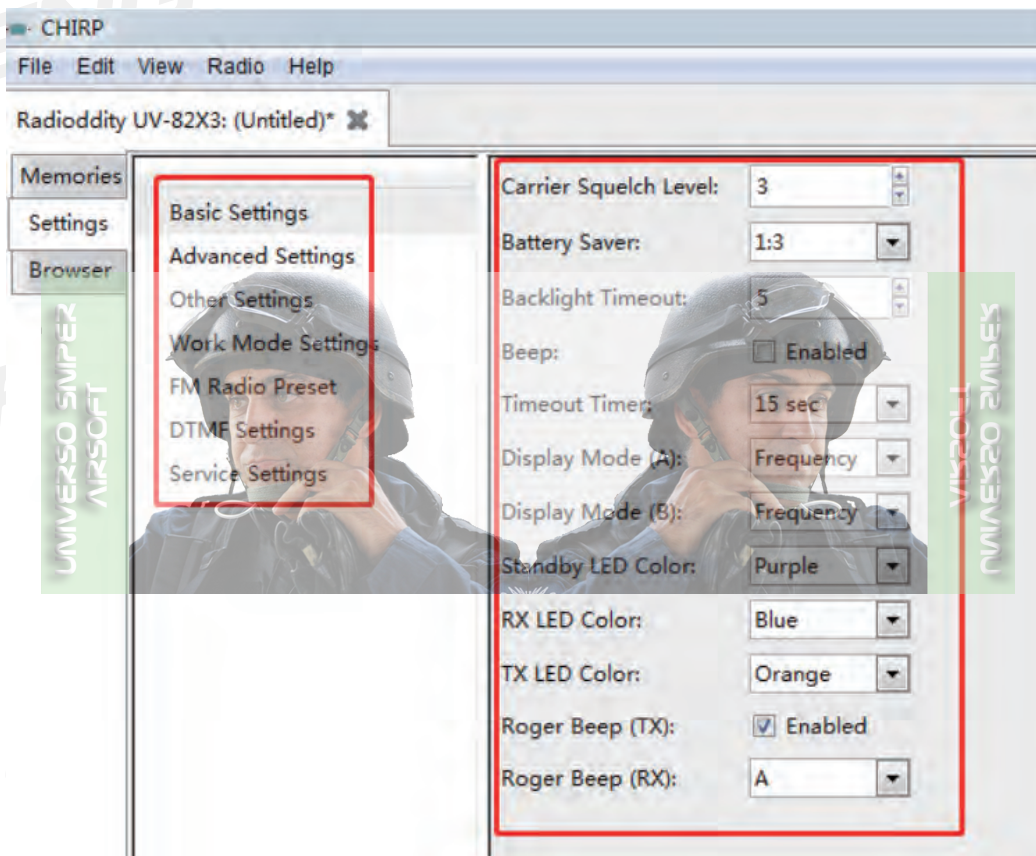 CHIRP
File Edit View Radio Help
Radioddity UV-82X3: (Untitled)*
Memories
Settings
Browser
Basic Settings
Advanced Settings
Other Settings
Work Mode Settings
FM Radio Preset
DTMF Settings
Service Settings
Carrier Squelch Level: 3
Battery Saver: 1:3
Backlight Timeout: 5
Beep: Enabled
Timeout Timer: 15 sec
Display Mode (A): Frequency
Display Mode (B): Frequency
Standby LED Color: Purple
RX LED Color: Blue
TX LED Color: Orange
Roger Beep (TX): Enabled
Roger Beep (RX): A
UNIVERSO SNIPER
AIRSOFT
UNIVERSO SNIPER
AIRSOFT